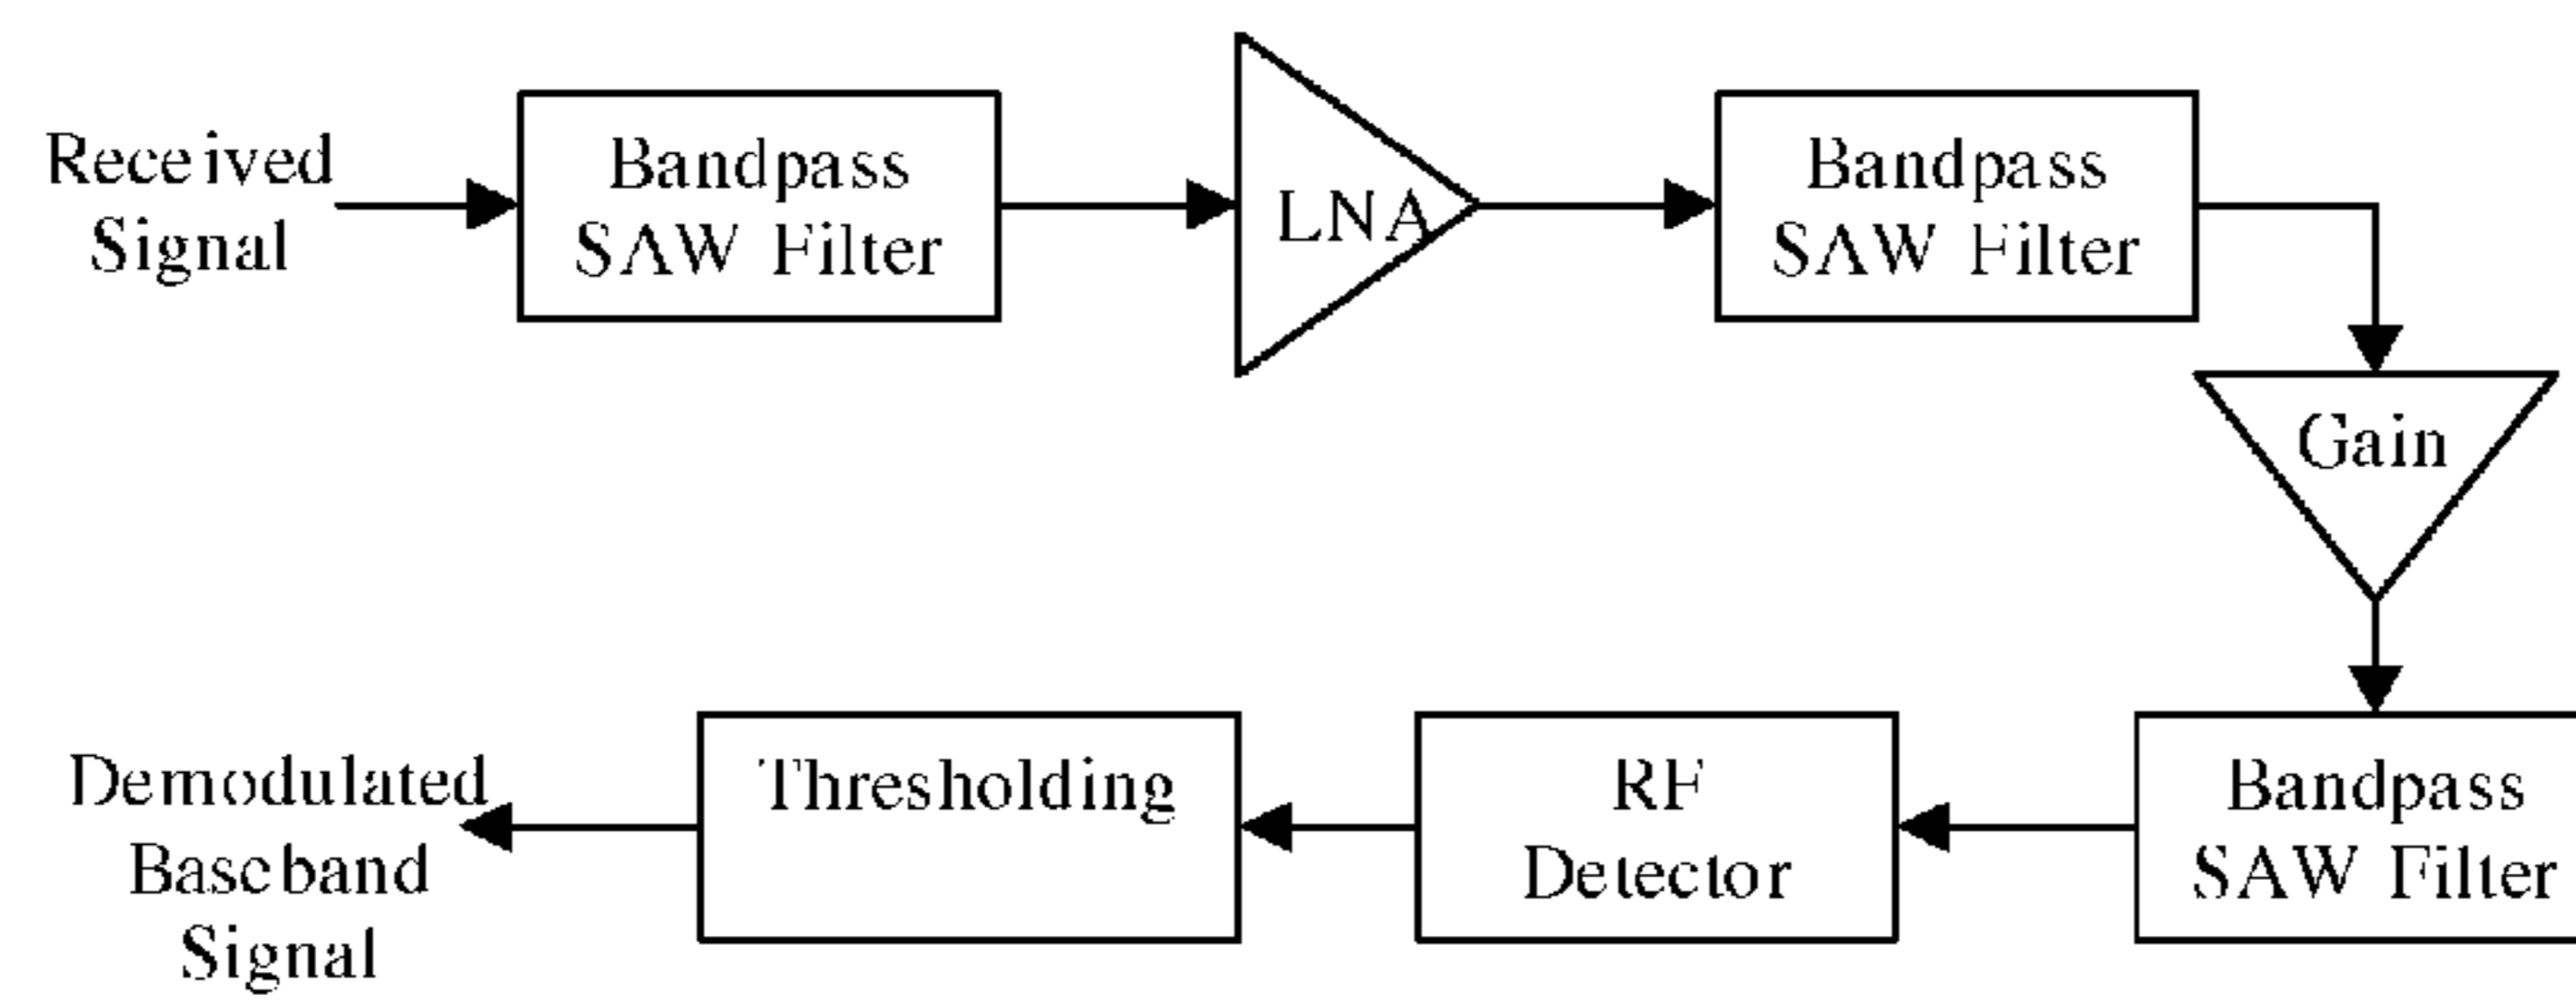 Received
Signal
Bandpass
SAW Filter
LNA
Bandpass
SAW Filter
Gain
Bandpass
SAW Filter
RF
Detector
Thresholding
Demodulated
Baseband
Signal